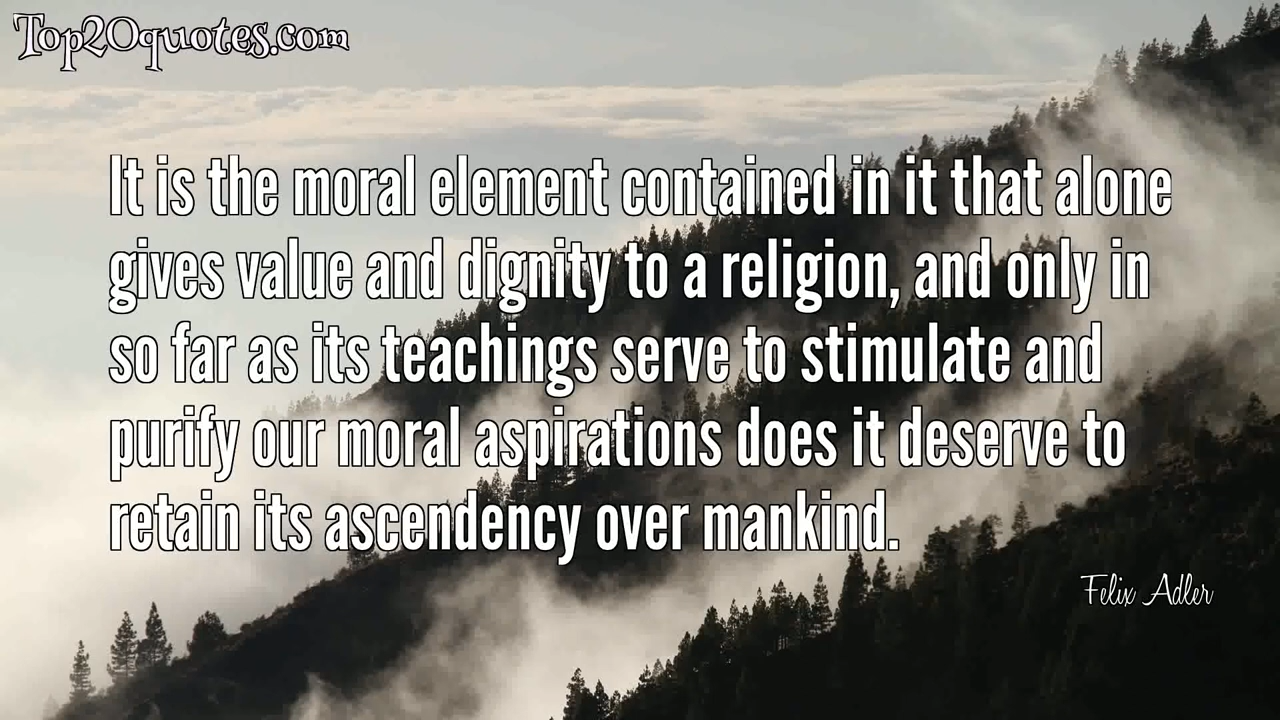 Top20quotes.com
It is the moral element contained in it that alone
gives value and dignity to a religion, and only in
so far as its teachings serve to stimulate and
purify our moral aspirations does it deserve to
retain its ascendency over mankind.
Felix Adler